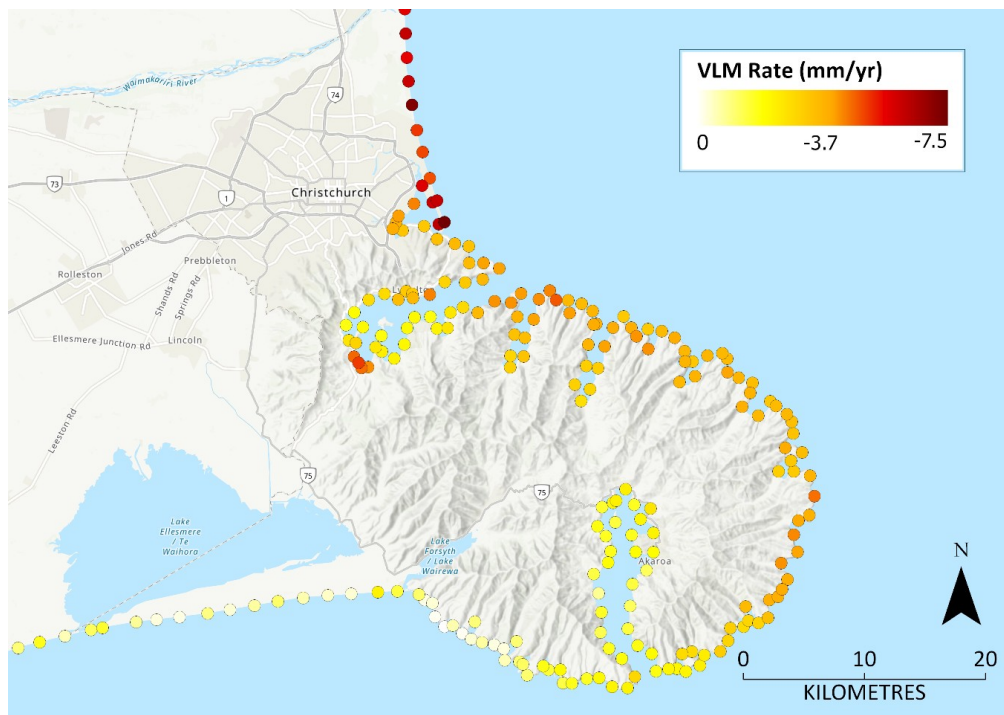 Waimakariri River
74
VLM Rate (mm/yr)
0
-3.7
-7.5
73
1
Christchurch
Jones Rd
Prebbleton
Rolleston
Shands Rd
Springs Rd
Lincoln
Ellesmere Junction Rd
Leeston Rd
75
75
Lake
Ellesmere
/ Te
Waihora
Lake
Forsyth
/ Lake
Wairewa
Akaroa
N
0
10
20
KILOMETRES